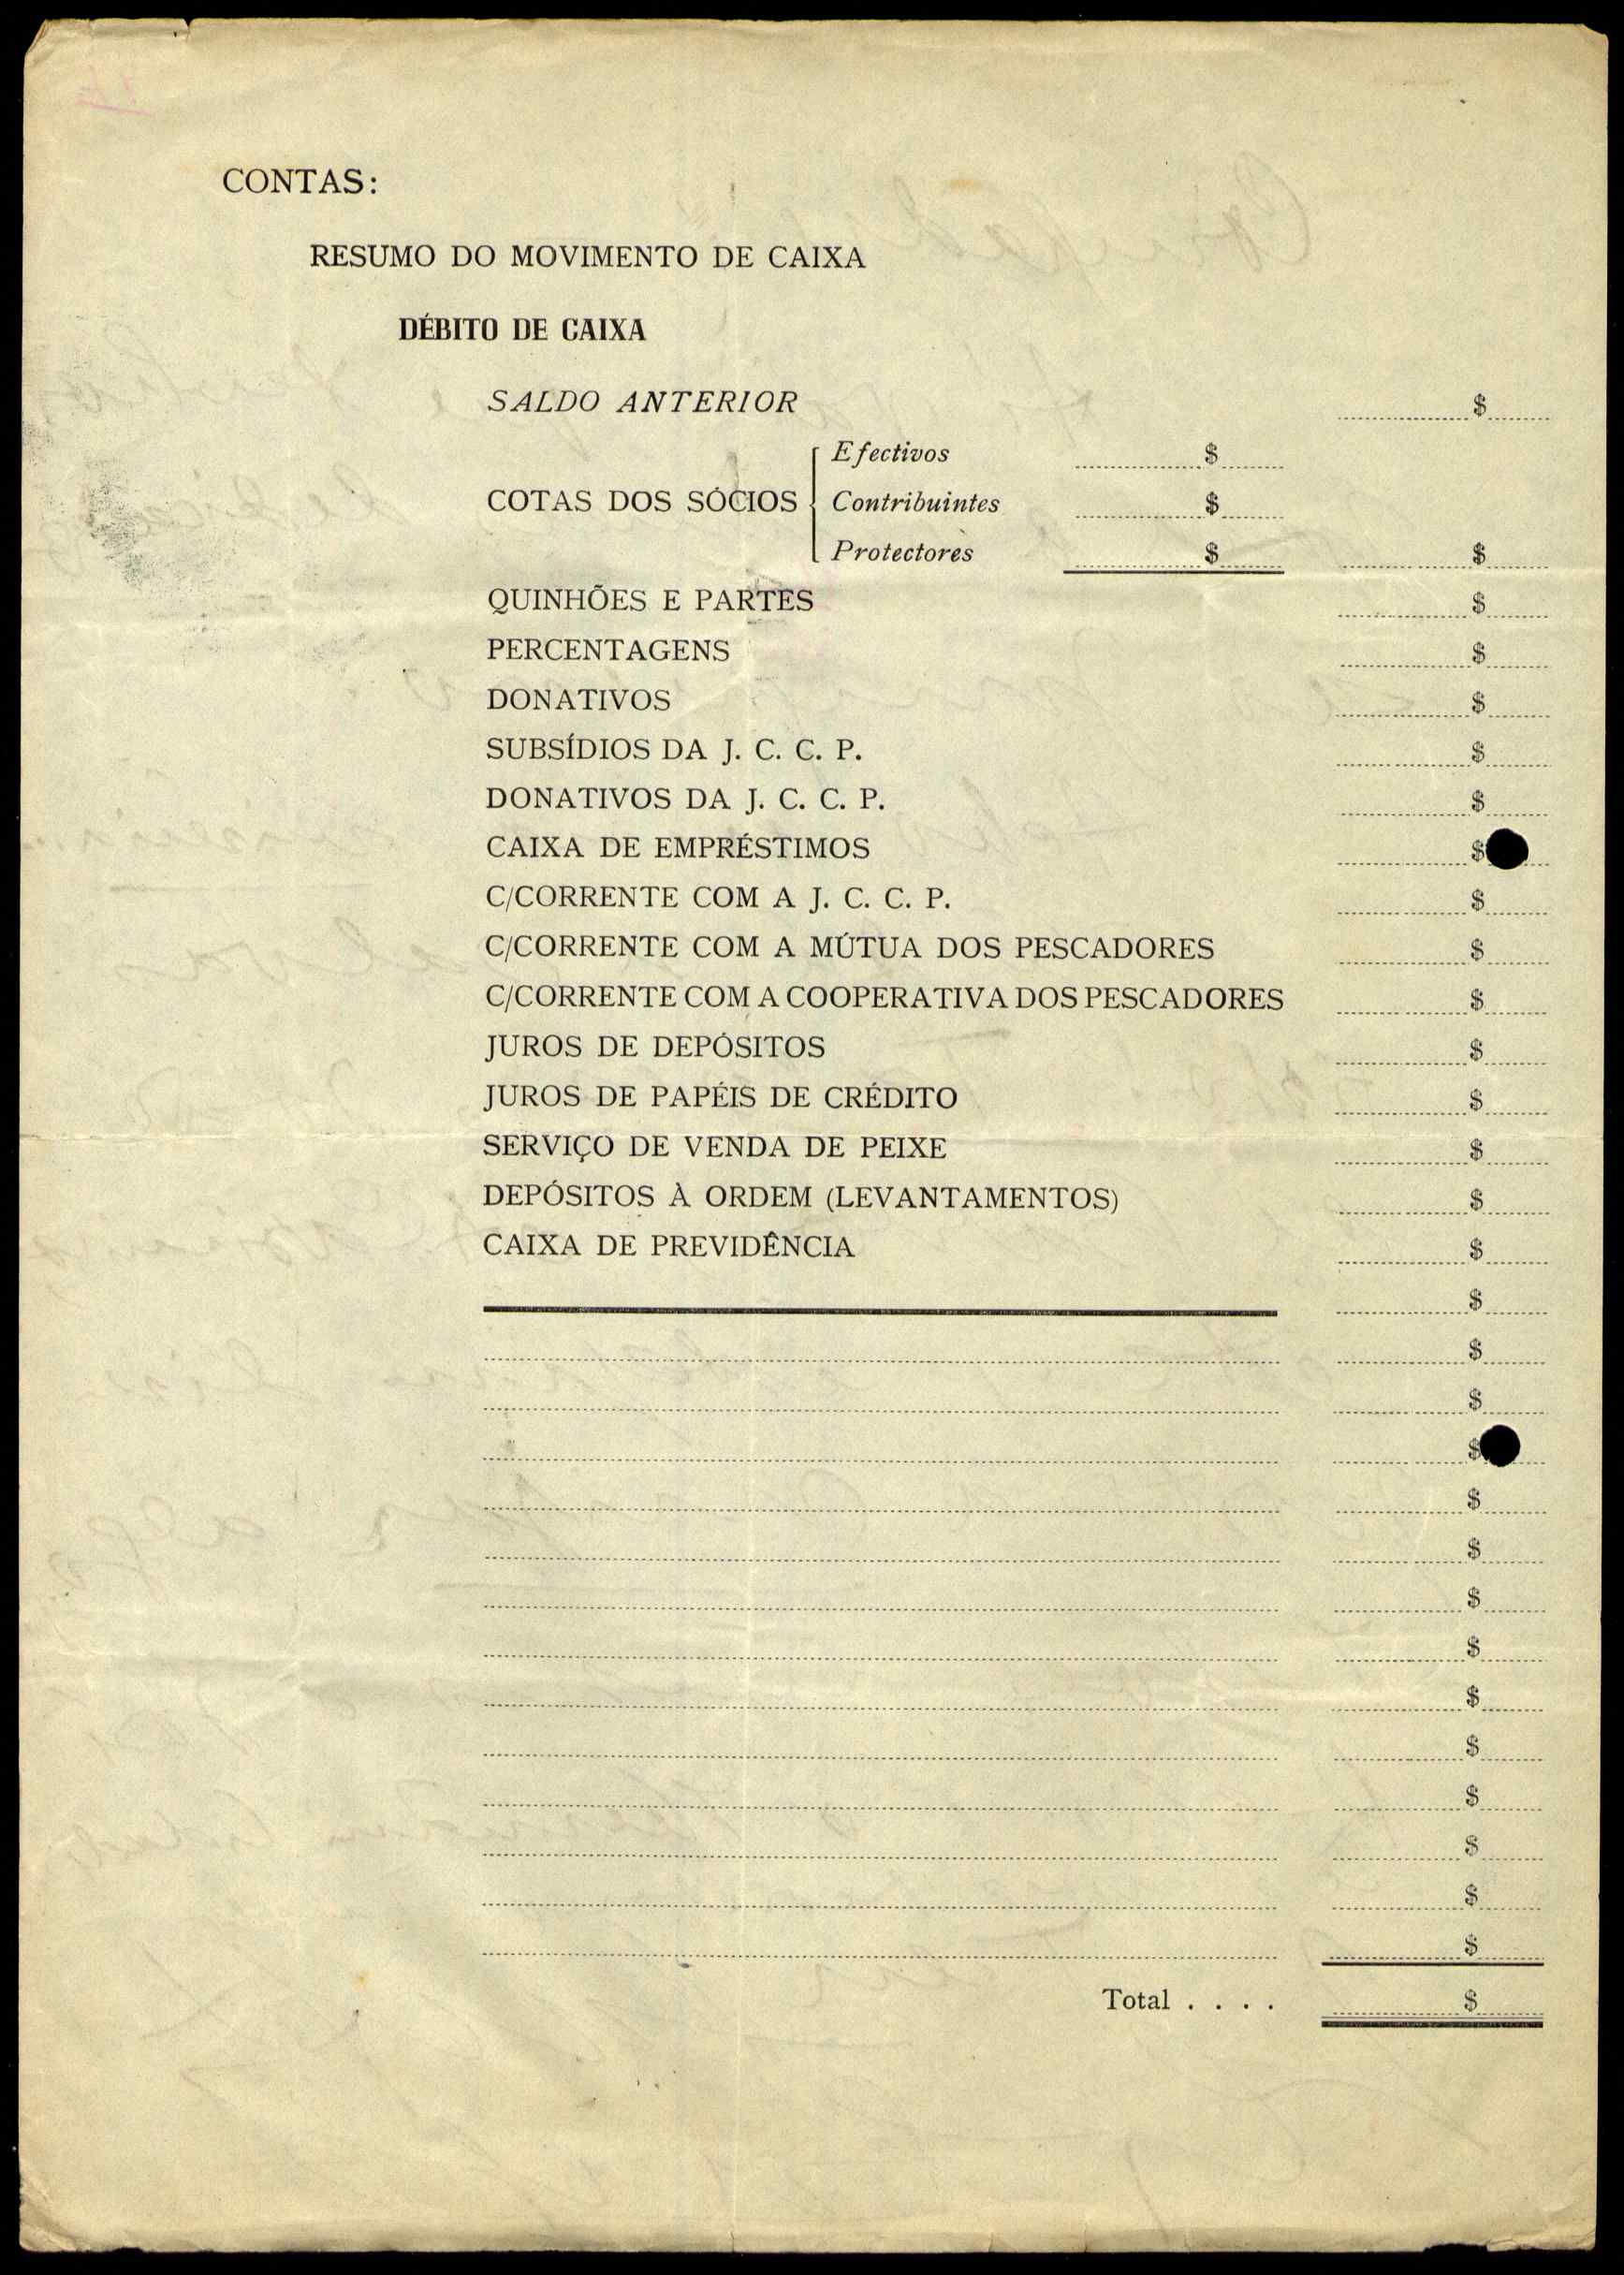 CONTAS:
RESUMO DO MOVIMENTO DE CAIXA
DÉBITO DE CAIXA
SALDO ANTERIOR $
Efectivos $
COTAS DOS SÓCIOS Contribuintes $
Protectores $ $
QUINHÕES E PARTES $
PERCENTAGENS $
DONATIVOS $
SUBSÍDIOS DA J. C. C. P. $
DONATIVOS DA J. C. C. P. $
CAIXA DE EMPRÉSTIMOS $
C/CORRENTE COM A J. C. C. P. $
C/CORRENTE COM A MÚTUA DOS PESCADORES $
C/CORRENTE COM A COOPERATIVA DOS PESCADORES $
JUROS DE DEPÓSITOS $
JUROS DE PAPÉIS DE CRÉDITO $
SERVIÇO DE VENDA DE PEIXE $
DEPÓSITOS À ORDEM (LEVANTAMENTOS) $
CAIXA DE PREVIDÊNCIA $
$
$
$
$
$
$
$
$
$
$
$
$
$
$
Total . . . . $